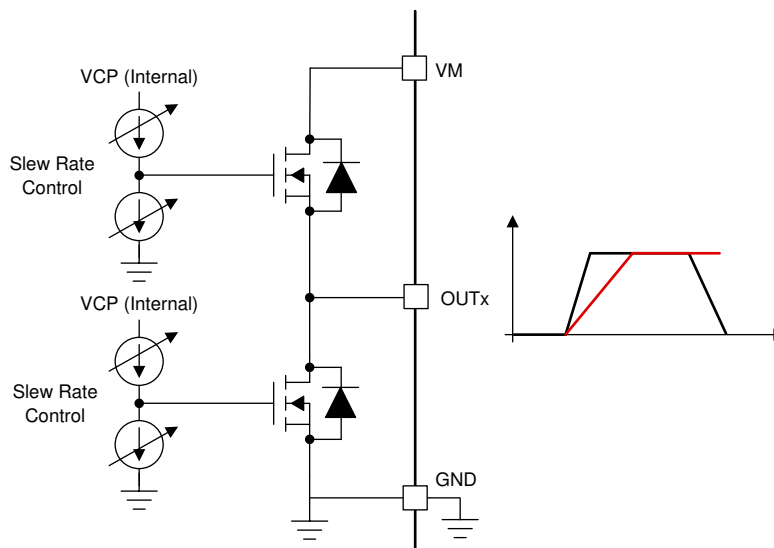 VM
VCP (Internal)
Slew Rate
Control
OUTx
VCP (Internal)
Slew Rate
Control
GND